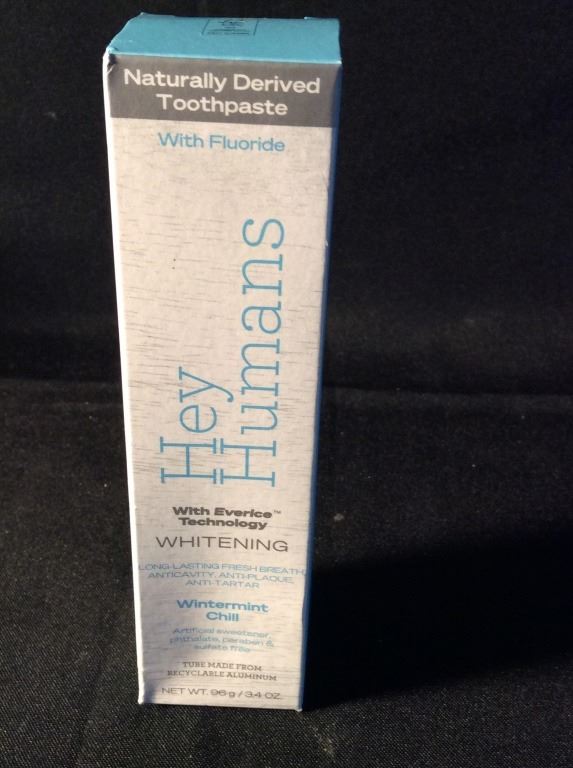 Naturally Derived
Toothpaste
With Fluoride
Hey
Humans
With Everice™
Technology
WHITENING
LONG-LASTING FRESH BREATH,
ANTICAVITY, ANTI-PLAQUE,
ANTI-TARTAR
Wintermint
Chill
Artificial sweetener,
phthalate, paraben &
sulfate free
TUBE MADE FROM
RECYCLABLE ALUMINUM
NET WT. 96 g / 3.4 OZ.